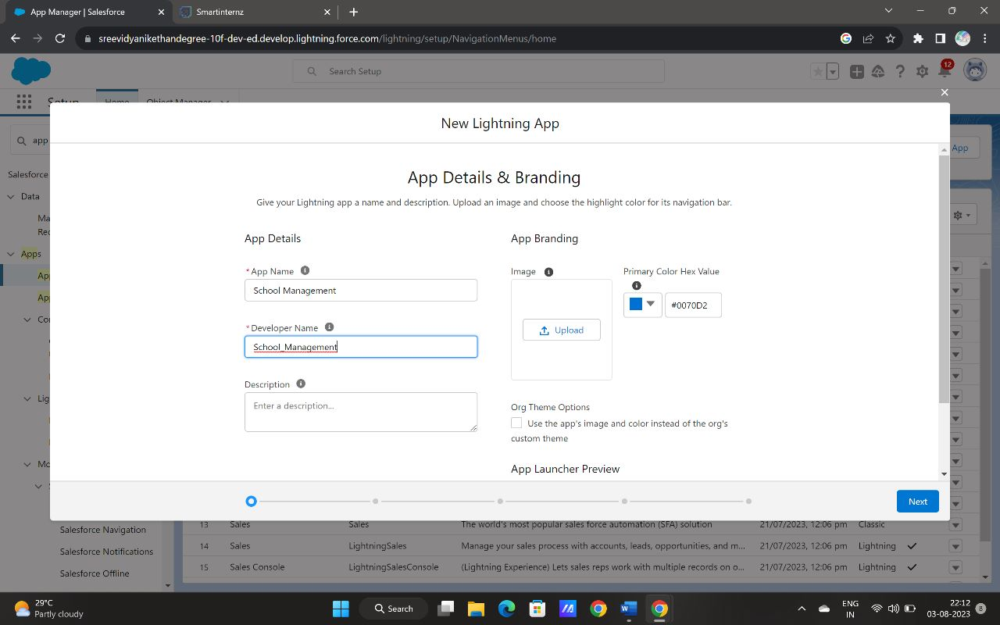 App Manager | Salesforce
Smartinternz
sreevidyanikethandegree-10f-dev-ed.develop.lightning.force.com/lightning/setup/NavigationMenus/home
Search Setup
12
Setup
Home
Object Manager
New Lightning App
app
App
Salesforce
Data
Apps
App Details & Branding
Give your Lightning app a name and description. Upload an image and choose the highlight color for its navigation bar.
App Details
App Branding
* App Name
School Management
Image
Primary Color Hex Value
#0070D2
Upload
* Developer Name
School_Management
Description
Enter a description...
Org Theme Options
Use the app's image and color instead of the org's
custom theme
App Launcher Preview
Next
Salesforce Navigation
Salesforce Notifications
Salesforce Offline
13 Sales Sales The world's most popular sales force automation (SFA) solution 21/07/2023, 12:06 pm Classic
14 Sales LightningSales Manage your sales process with accounts, leads, opportunities, and m... 21/07/2023, 12:06 pm Lightning
15 Sales Console LightningSalesConsole (Lightning Experience) Lets sales reps work with multiple records on o... 21/07/2023, 12:06 pm Lightning
29°C
Partly cloudy
Search
ENG
IN
22:12
03-08-2023
8